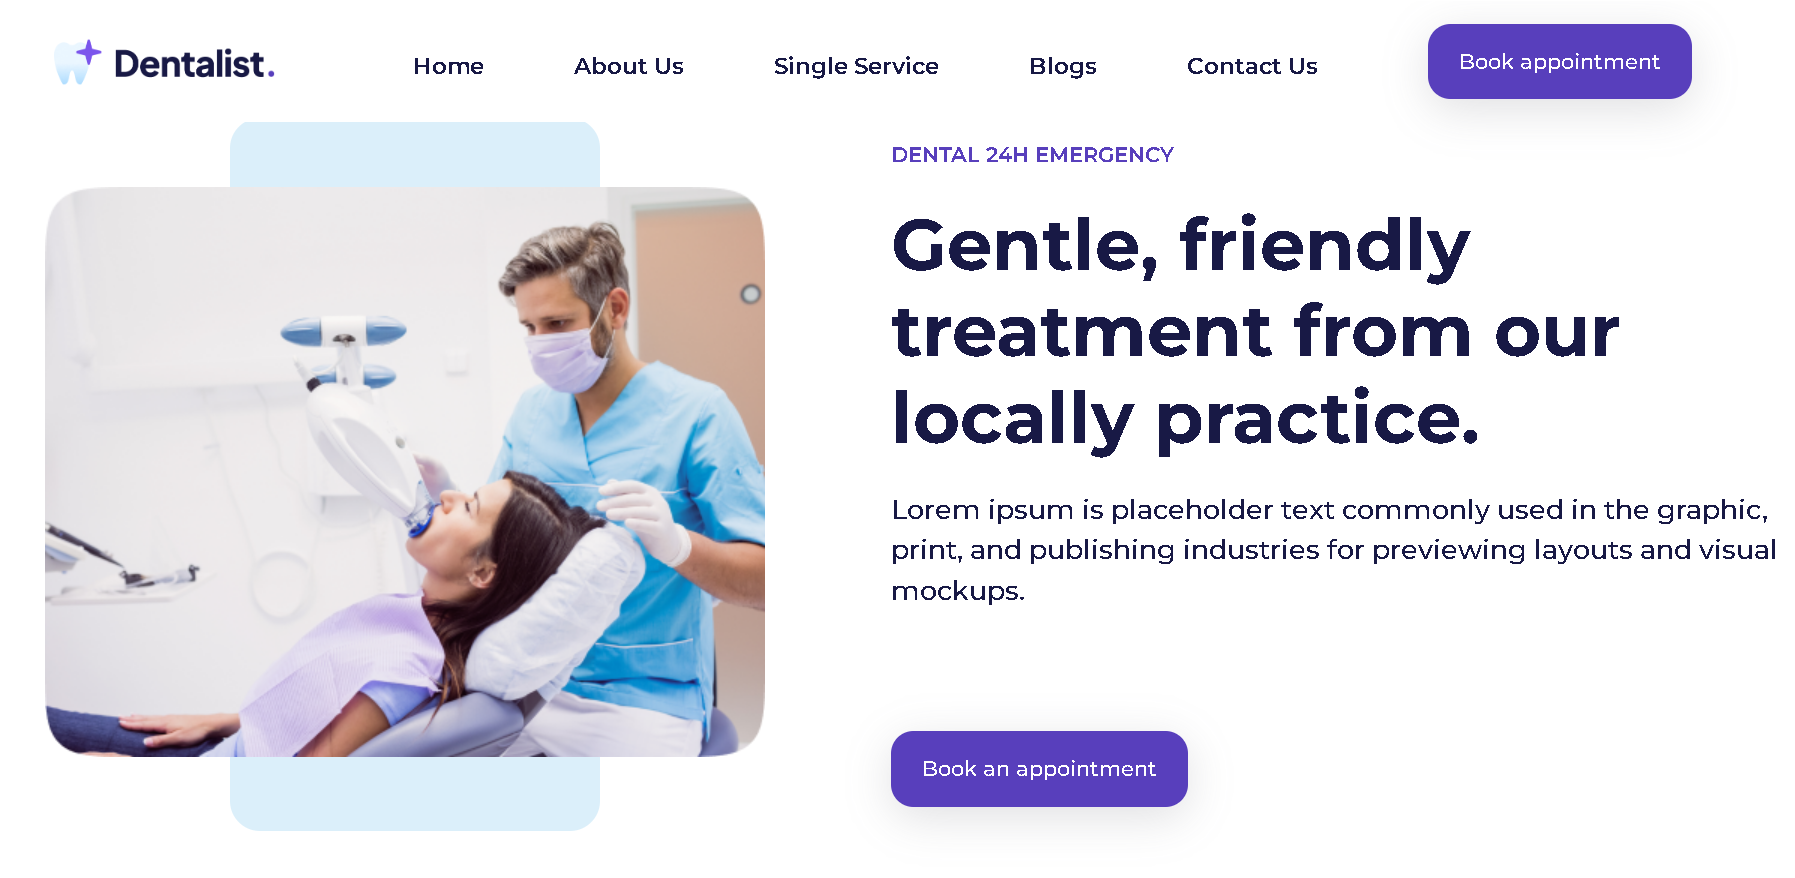 Dentalist.
Home
About Us
Single Service
Blogs
Contact Us
Book appointment
DENTAL 24H EMERGENCY
Gentle, friendly
treatment from our
locally practice.
Lorem ipsum is placeholder text commonly used in the graphic,
print, and publishing industries for previewing layouts and visual
mockups.
Book an appointment